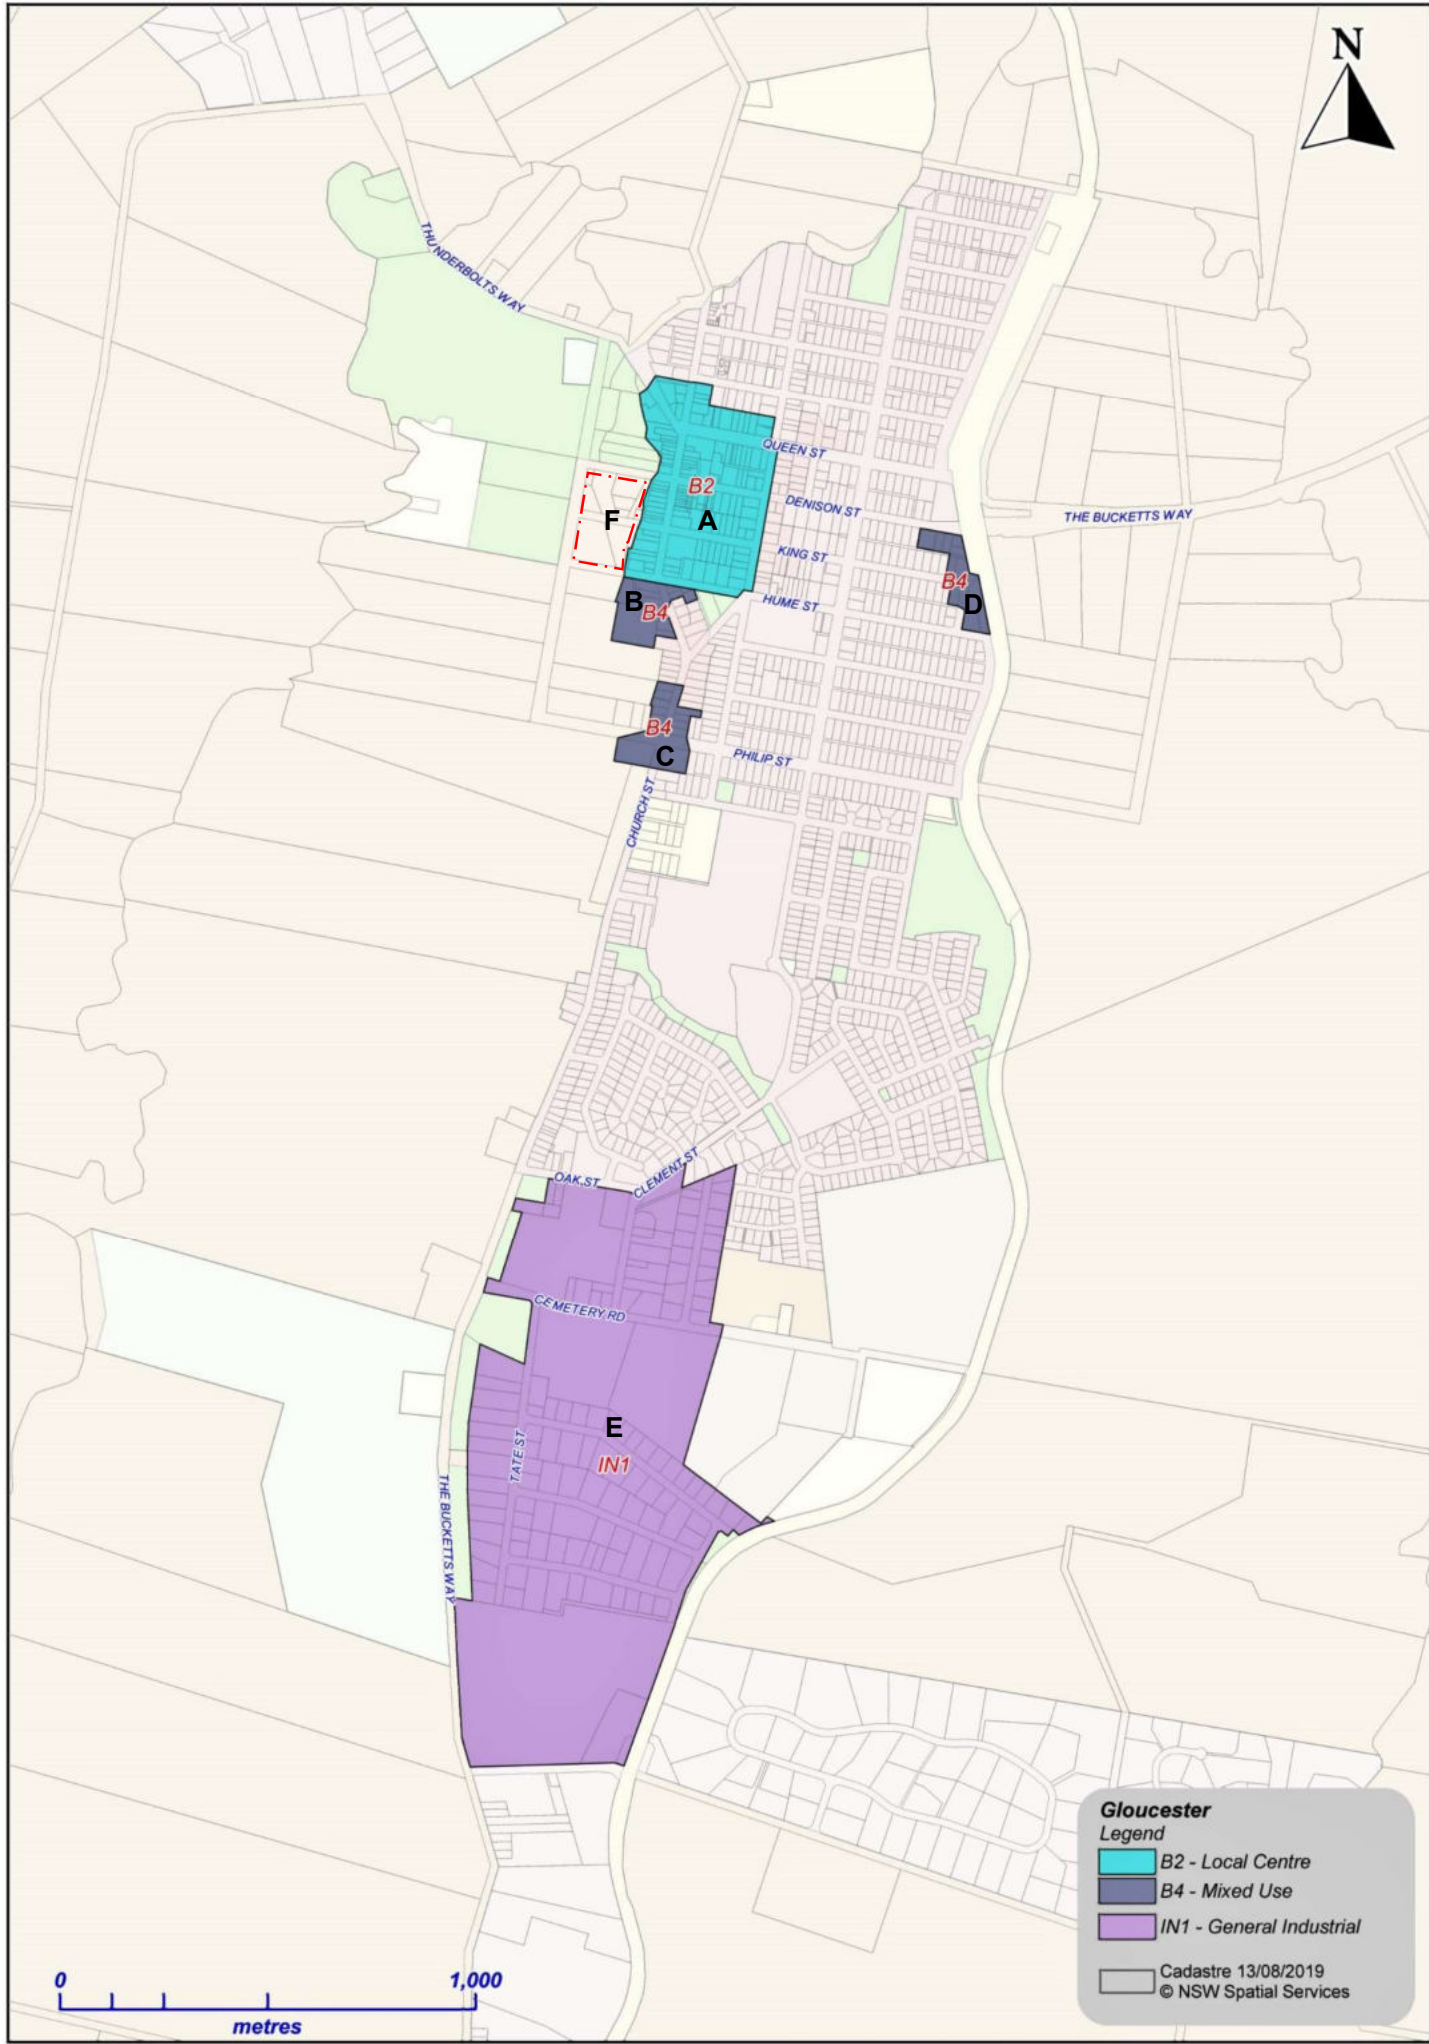 N
THUNDERBOLTS WAY
QUEEN ST
B2
A
F
DENISON ST
THE BUCKETTS WAY
KING ST
B4
D
B
B4
HUME ST
B4
C
PHILIP ST
CHURCH ST
OAK ST
CLEMENT ST
CEMETERY RD
E
IN1
TATE ST
THE BUCKETTS WAY
Gloucester
Legend
B2 - Local Centre
B4 - Mixed Use
IN1 - General Industrial
Cadastre 13/08/2019
© NSW Spatial Services
0 1,000
metres